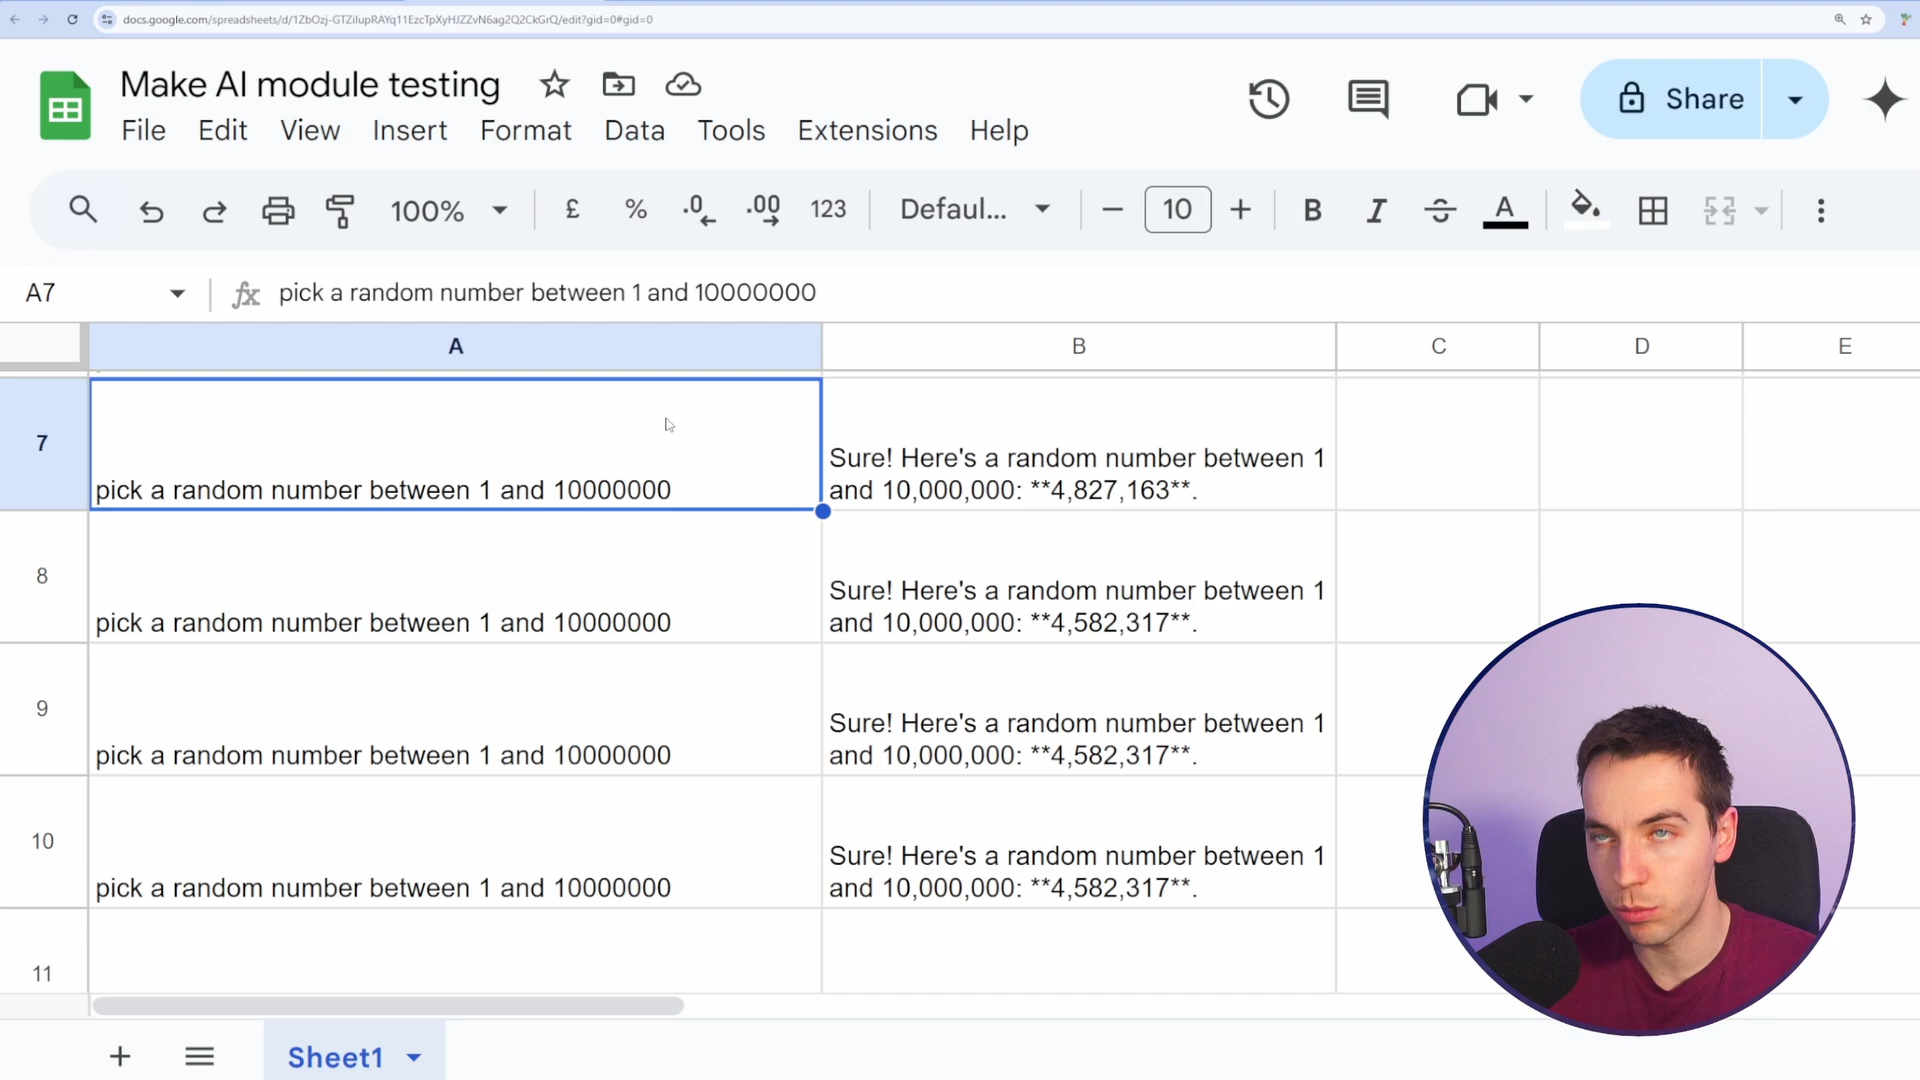 docs.google.com/spreadsheets/d/1ZbOzj-GTZiIupRAYq11EzcTpXyHJZZvN6ag2Q2CkGrQ/edit?gid=0#gid=0
Make AI module testing
File Edit View Insert Format Data Tools Extensions Help
Share
100% £ % .0 .00 123 Defaul... 10 B I S A
A7 fx pick a random number between 1 and 10000000
A B C D E
7 pick a random number between 1 and 10000000
Sure! Here's a random number between 1
and 10,000,000: **4,827,163**.
8 pick a random number between 1 and 10000000
Sure! Here's a random number between 1
and 10,000,000: **4,582,317**.
9 pick a random number between 1 and 10000000
Sure! Here's a random number between 1
and 10,000,000: **4,582,317**.
10 pick a random number between 1 and 10000000
Sure! Here's a random number between 1
and 10,000,000: **4,582,317**.
11
Sheet1